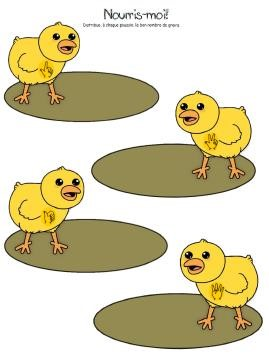 Nourris-moi!
Distribue, à chaque poussin, le bon nombre de grains.